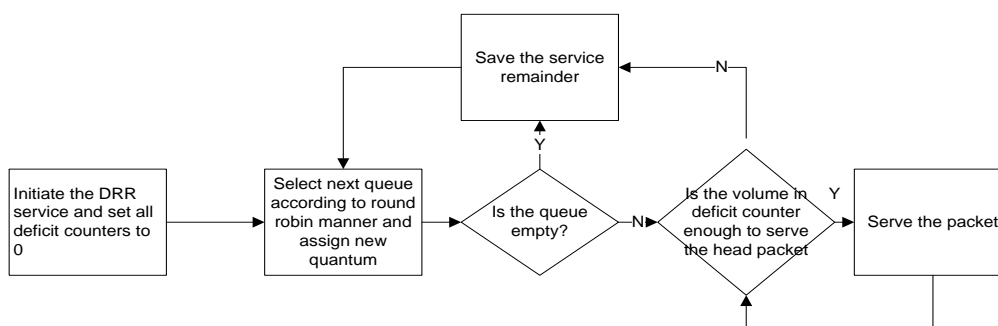 Save the service
remainder
N
Y
Initiate the DRR
service and set all
deficit counters to
0
Select next queue
according to round
robin manner and
assign new
quantum
Is the queue
empty?
N
Is the volume in
deficit counter
enough to serve
the head packet
Y
Serve the packet